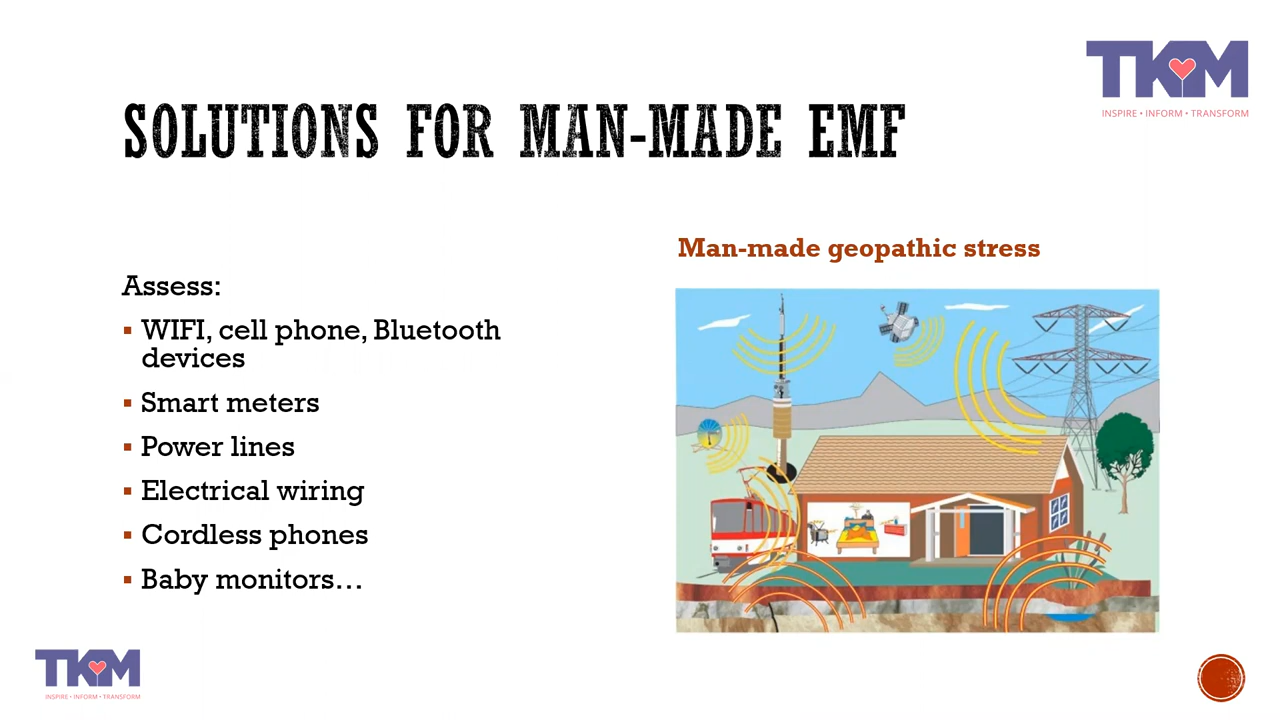 TKM
INSPIRE • INFORM • TRANSFORM
SOLUTIONS FOR MAN-MADE EMF
Man-made geopathic stress
Assess:
▪ WIFI, cell phone, Bluetooth
devices
▪ Smart meters
▪ Power lines
▪ Electrical wiring
▪ Cordless phones
▪ Baby monitors...
TKM
INSPIRE • INFORM • TRANSFORM